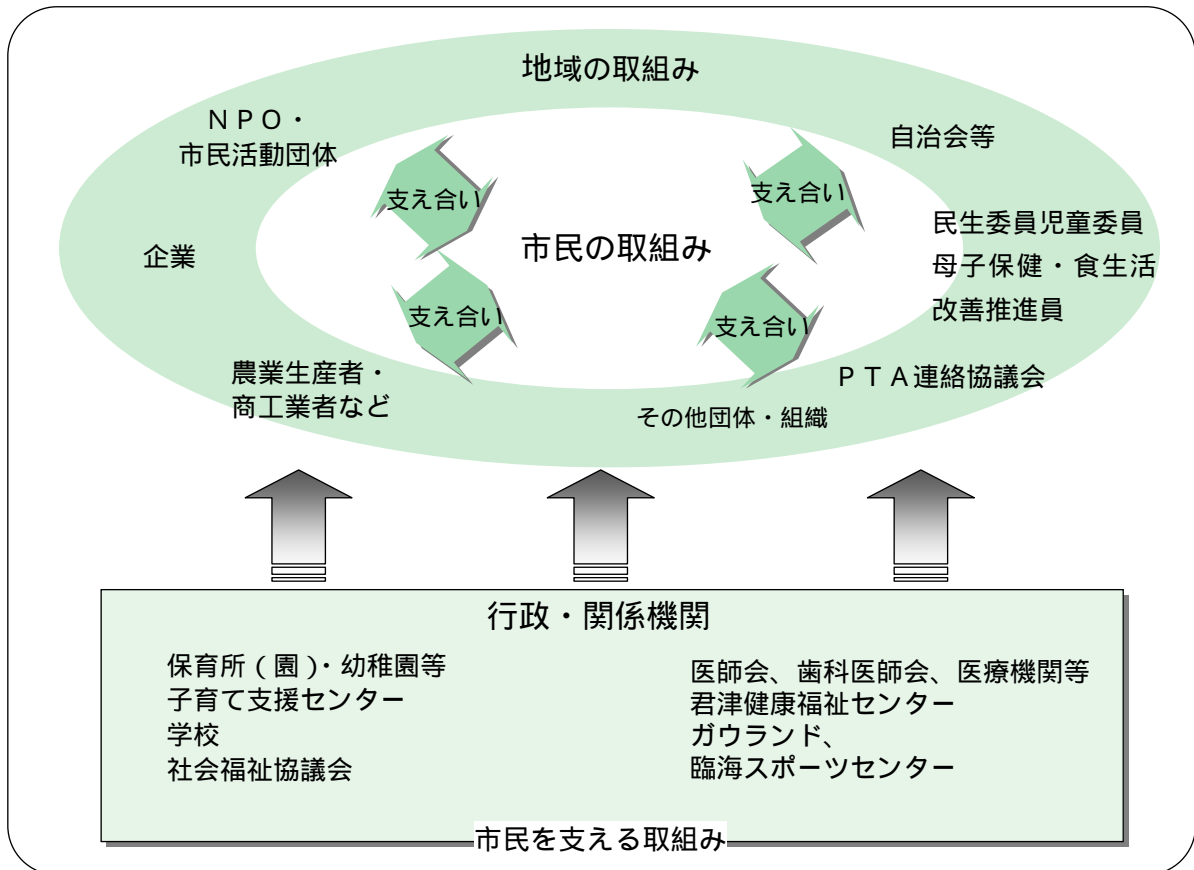 地域の取組み
ＮＰＯ・
市民活動団体
自治会等
支え合い
支え合い
企業
市民の取組み
民生委員児童委員
母子保健・食生活
改善推進員
支え合い
支え合い
農業生産者・
商工業者など
ＰＴＡ連絡協議会
その他団体・組織
行政・関係機関
保育所（園）・幼稚園等
子育て支援センター
学校
社会福祉協議会
医師会、歯科医師会、医療機関等
君津健康福祉センター
ガウランド、
臨海スポーツセンター
市民を支える取組み